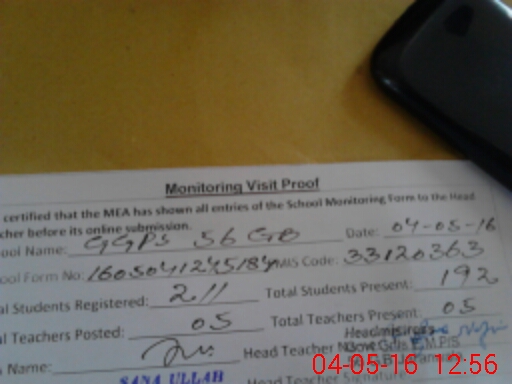 Monitoring Visit Proof
certified that the MEA has shown all entries of the School Monitoring Form to the Head
cher before its online submission.
ool Name: GGPS 56 GB Date: 04-05-16
ool Form No: MIS Code: 33120363
al Students Registered: 211 Total Students Present: 192
al Teachers Posted: 05 Total Teachers Present: 05
Name: Head Teacher
SANA ULLAH Head Teacher Signature
04-05-16 12:56